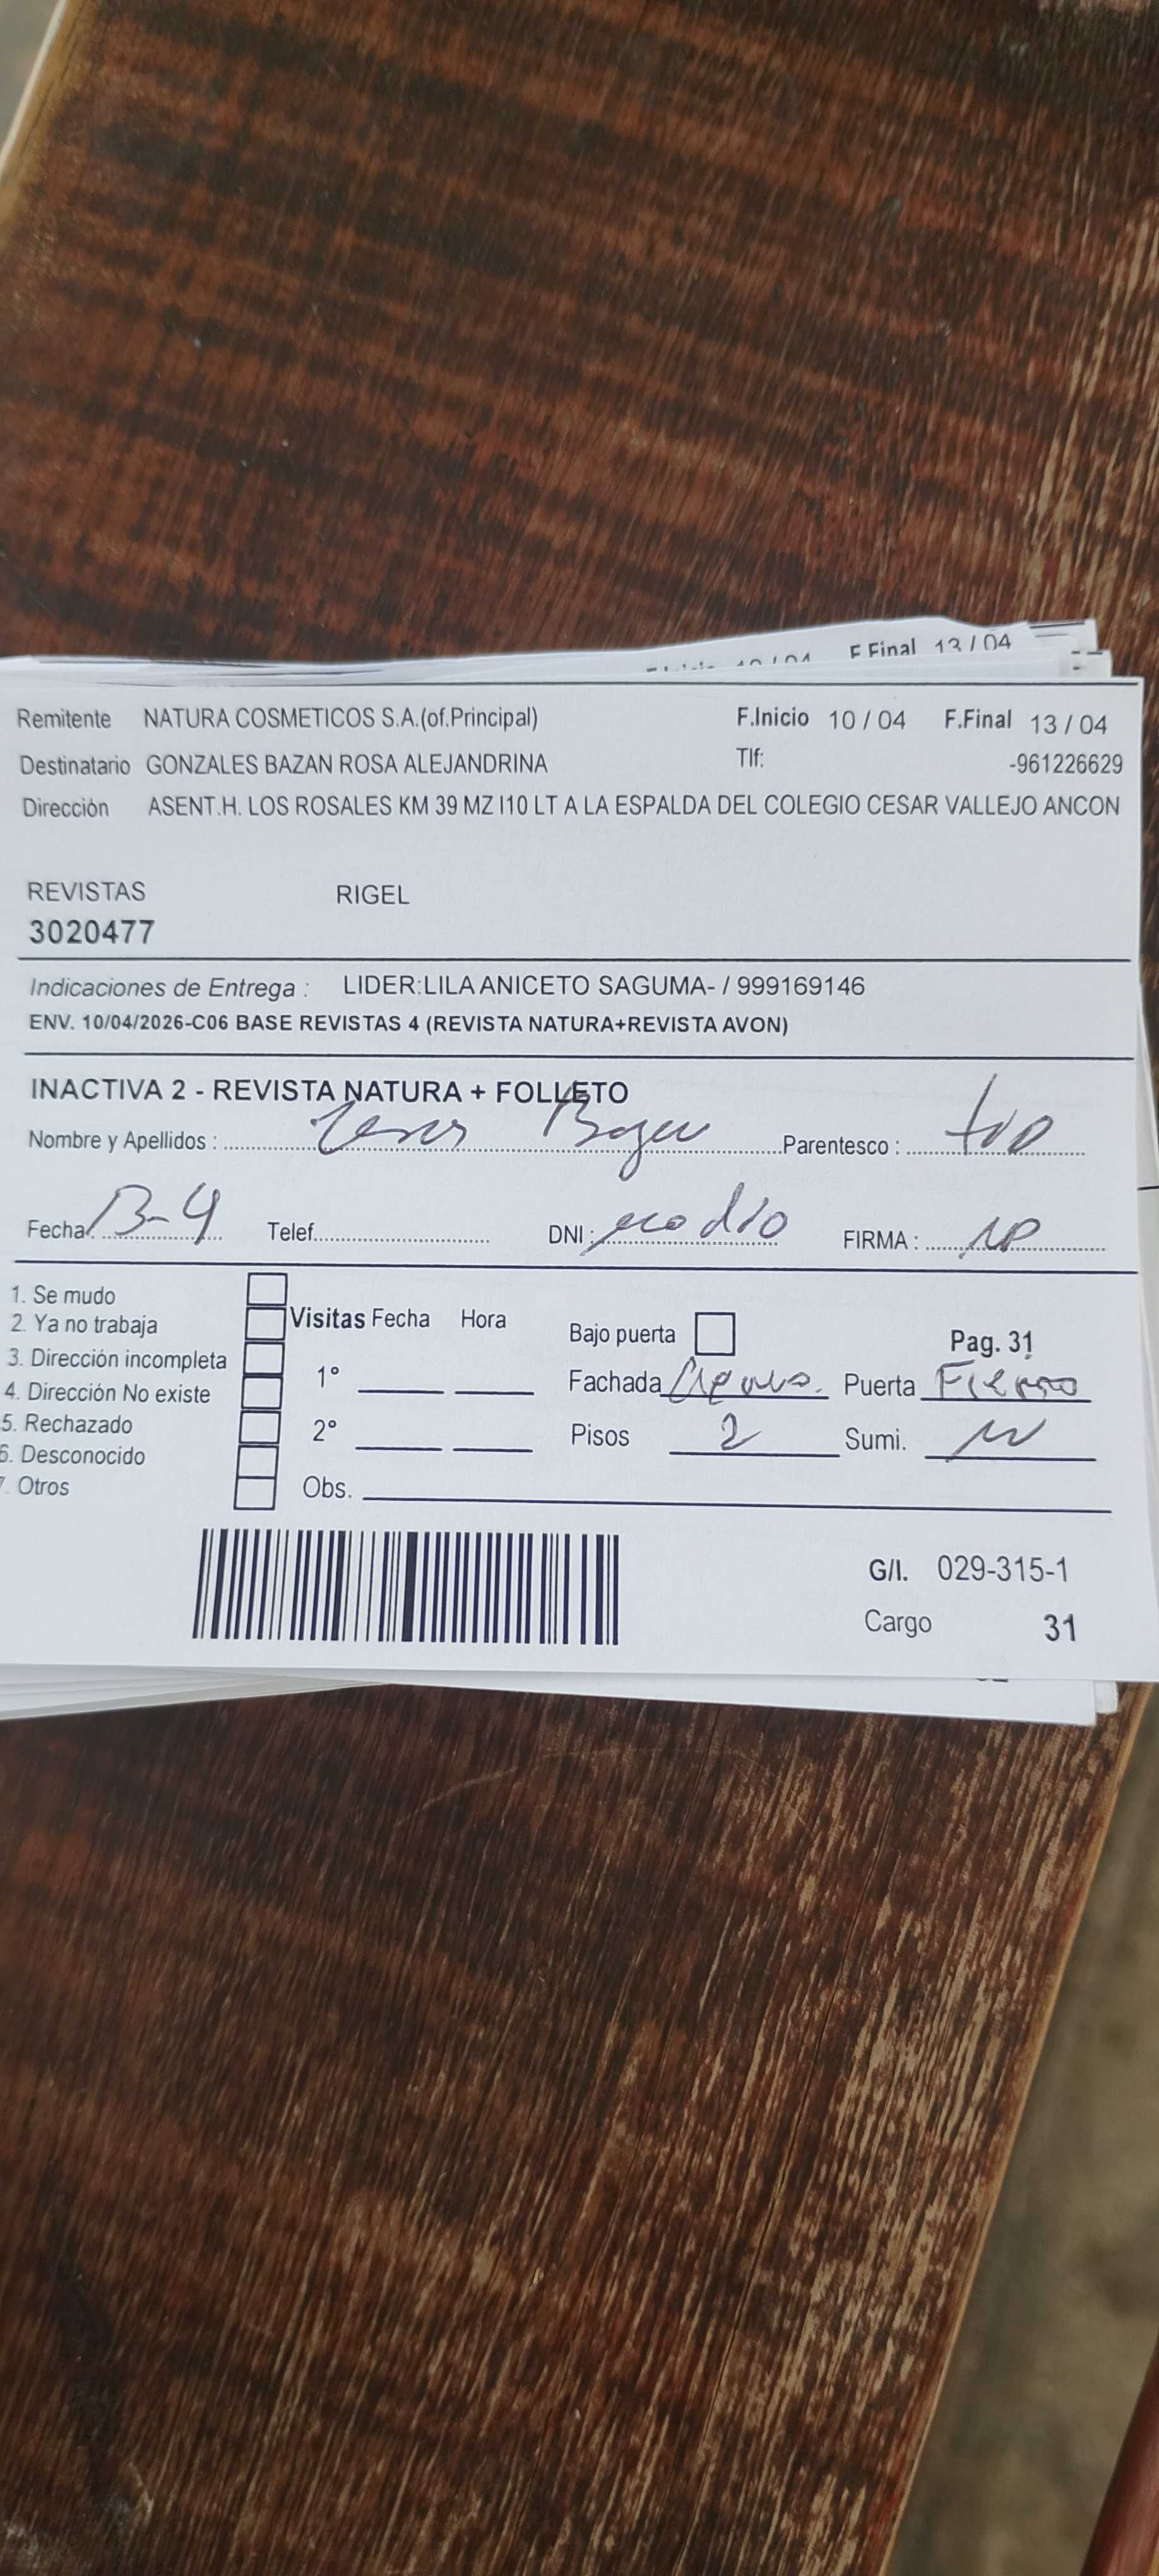 F.Final 13 / 04
Remitente NATURA COSMETICOS S.A.(of.Principal) F.Inicio 10 / 04 F.Final 13 / 04
Destinatario GONZALES BAZAN ROSA ALEJANDRINA Tlf: -961226629
Dirección ASENT.H. LOS ROSALES KM 39 MZ I10 LT A LA ESPALDA DEL COLEGIO CESAR VALLEJO ANCON
REVISTAS RIGEL
3020477
Indicaciones de Entrega : LIDER:LILA ANICETO SAGUMA- / 999169146
ENV. 10/04/2026-C06 BASE REVISTAS 4 (REVISTA NATURA+REVISTA AVON)
INACTIVA 2 - REVISTA NATURA + FOLLETO
Nombre y Apellidos : Parentesco :
Fecha: 13-4 Telef. DNI : FIRMA :
1. Se mudo
2. Ya no trabaja Visitas Fecha Hora Bajo puerta Pag. 31
3. Dirección incompleta 1° Fachada Puerta Fierro
4. Dirección No existe
5. Rechazado 2° Pisos 2 Sumi.
6. Desconocido
7. Otros Obs.
G/I. 029-315-1
Cargo 31